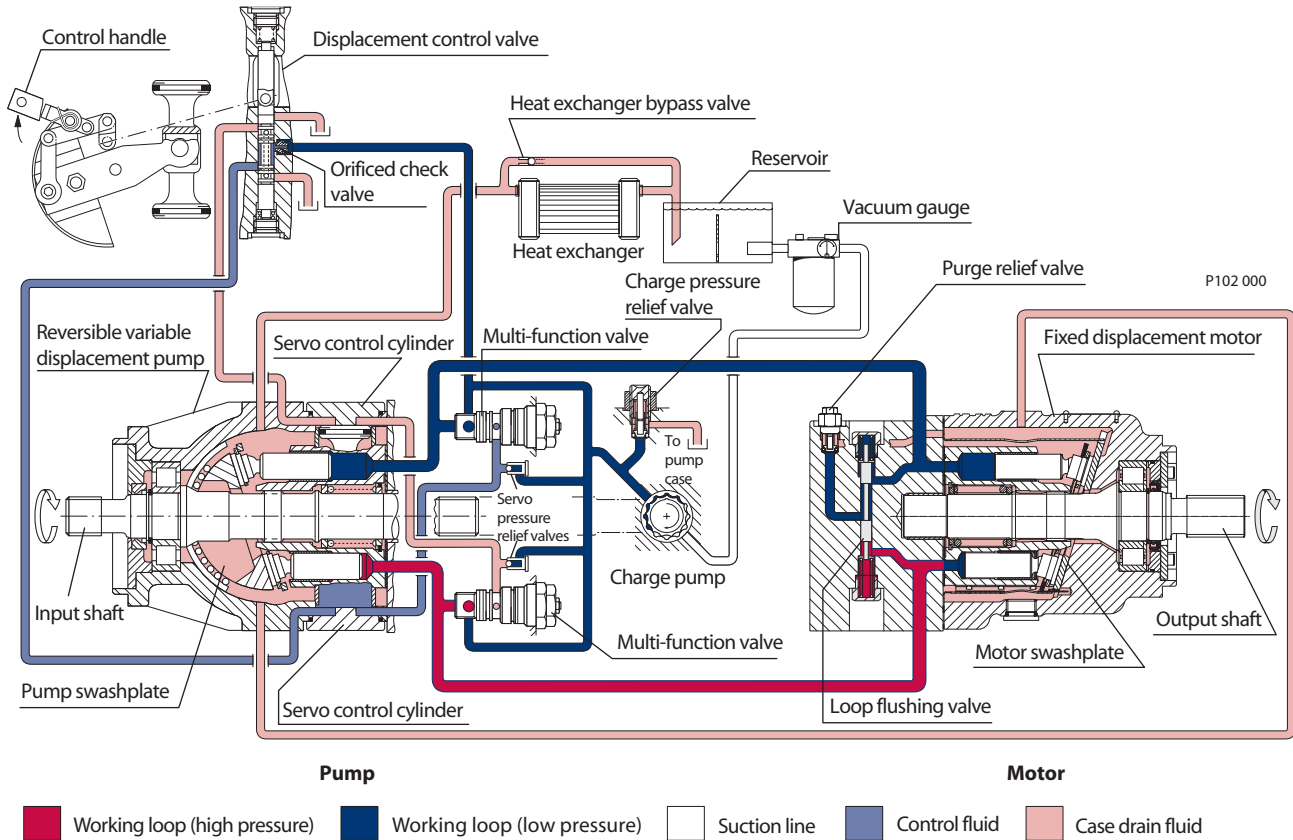 Control handle
Displacement control valve
Heat exchanger bypass valve
Reservoir
Orificed check
valve
Vacuum gauge
Heat exchanger
Purge relief valve
Charge pressure
relief valve
P102 000
Reversible variable
displacement pump
Servo control cylinder
Multi-function valve
Fixed displacement motor
To
pump
case
Servo
pressure
relief valves
Charge pump
Input shaft
Output shaft
Multi-function valve
Motor swashplate
Pump swashplate
Servo control cylinder
Loop flushing valve
Pump
Motor
Working loop (high pressure)
Working loop (low pressure)
Suction line
Control fluid
Case drain fluid